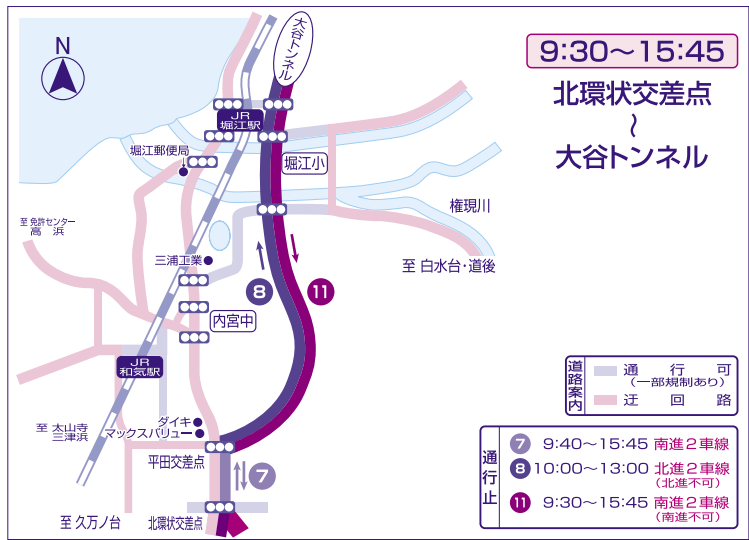 N
大谷トンネル
9:30〜15:45
北環状交差点
〜
大谷トンネル
JR
堀江駅
堀江郵便局
堀江小
権現川
至 免許センター
高 浜
三浦工業
至 白水台・道後
8
11
内宮中
JR
和気駅
道路案内
通 行 可
(一部規制あり)
迂 回 路
至 太山寺
三津浜
ダイキ
マックスバリュー
平田交差点
7
至 久万ノ台
北環状交差点
通行止
7 9:40〜15:45 南進2車線
8 10:00〜13:00 北進2車線
(北進不可)
11 9:30〜15:45 南進2車線
(南進不可)